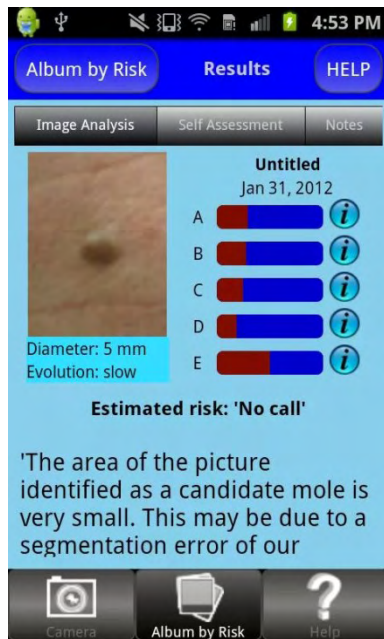 4:53 PM
Album by Risk
Results
HELP
Image Analysis
Self Assessment
Notes
Untitled
Jan 31, 2012
A
B
C
D
E
Diameter: 5 mm
Evolution: slow
Estimated risk: 'No call'
'The area of the picture
identified as a candidate mole is
very small. This may be due to a
segmentation error of our
Camera
Album by Risk
Help